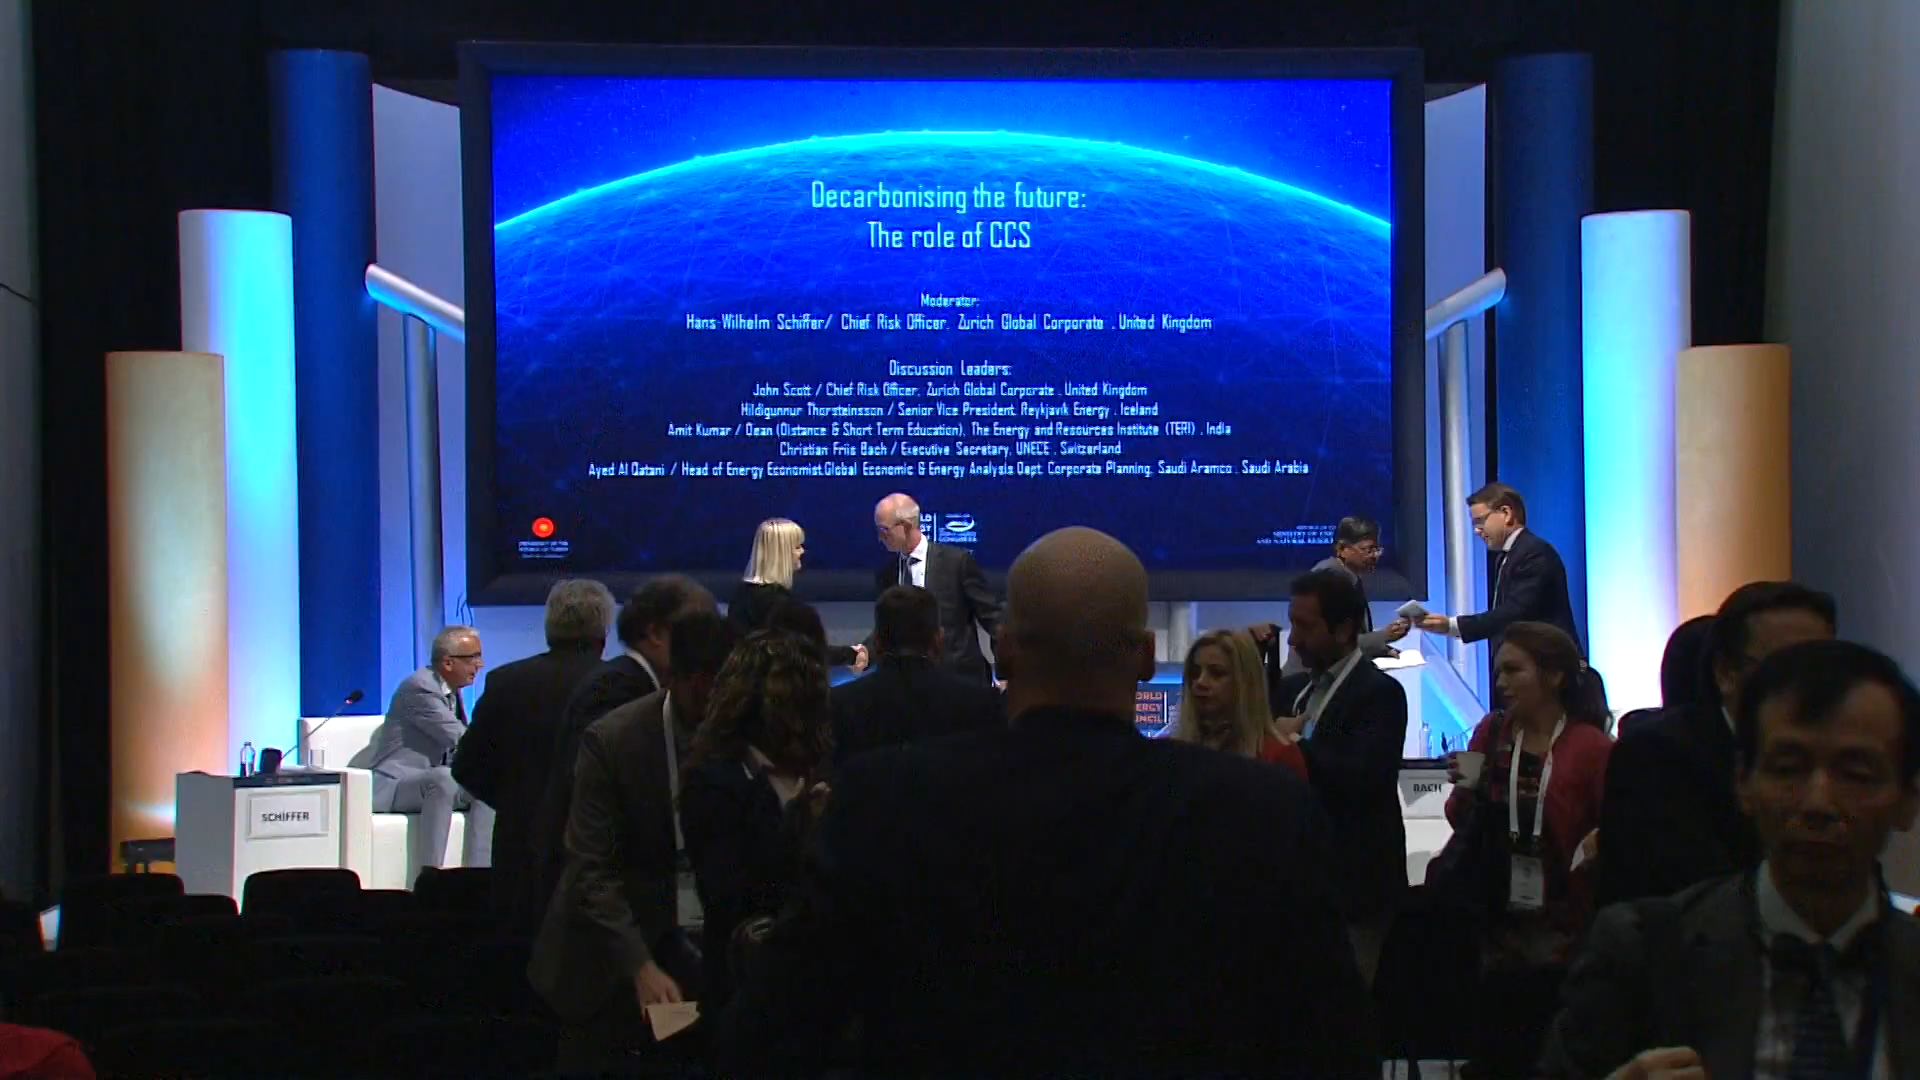 Decarbonising the future:
The role of CCS
Moderator:
Hans-Wilhelm Schiffer/ Chief Risk Officer, Zurich Global Corporate , United Kingdom
Discussion Leaders:
John Scott / Chief Risk Officer, Zurich Global Corporate , United Kingdom
Hildigunnur Thorsteinsson / Senior Vice President, Reykjavik Energy , Iceland
Amit Kumar / Dean (Distance & Short Term Education), The Energy and Resources Institute (TERI) , India
Christian Friis Bach / Executive Secretary, UNECE , Switzerland
Ayed Al Qatani / Head of Energy Economist,Global Economic & Energy Analysis Dept. Corporate Planning, Saudi Aramco , Saudi Arabia
SCHİFFER
BACH